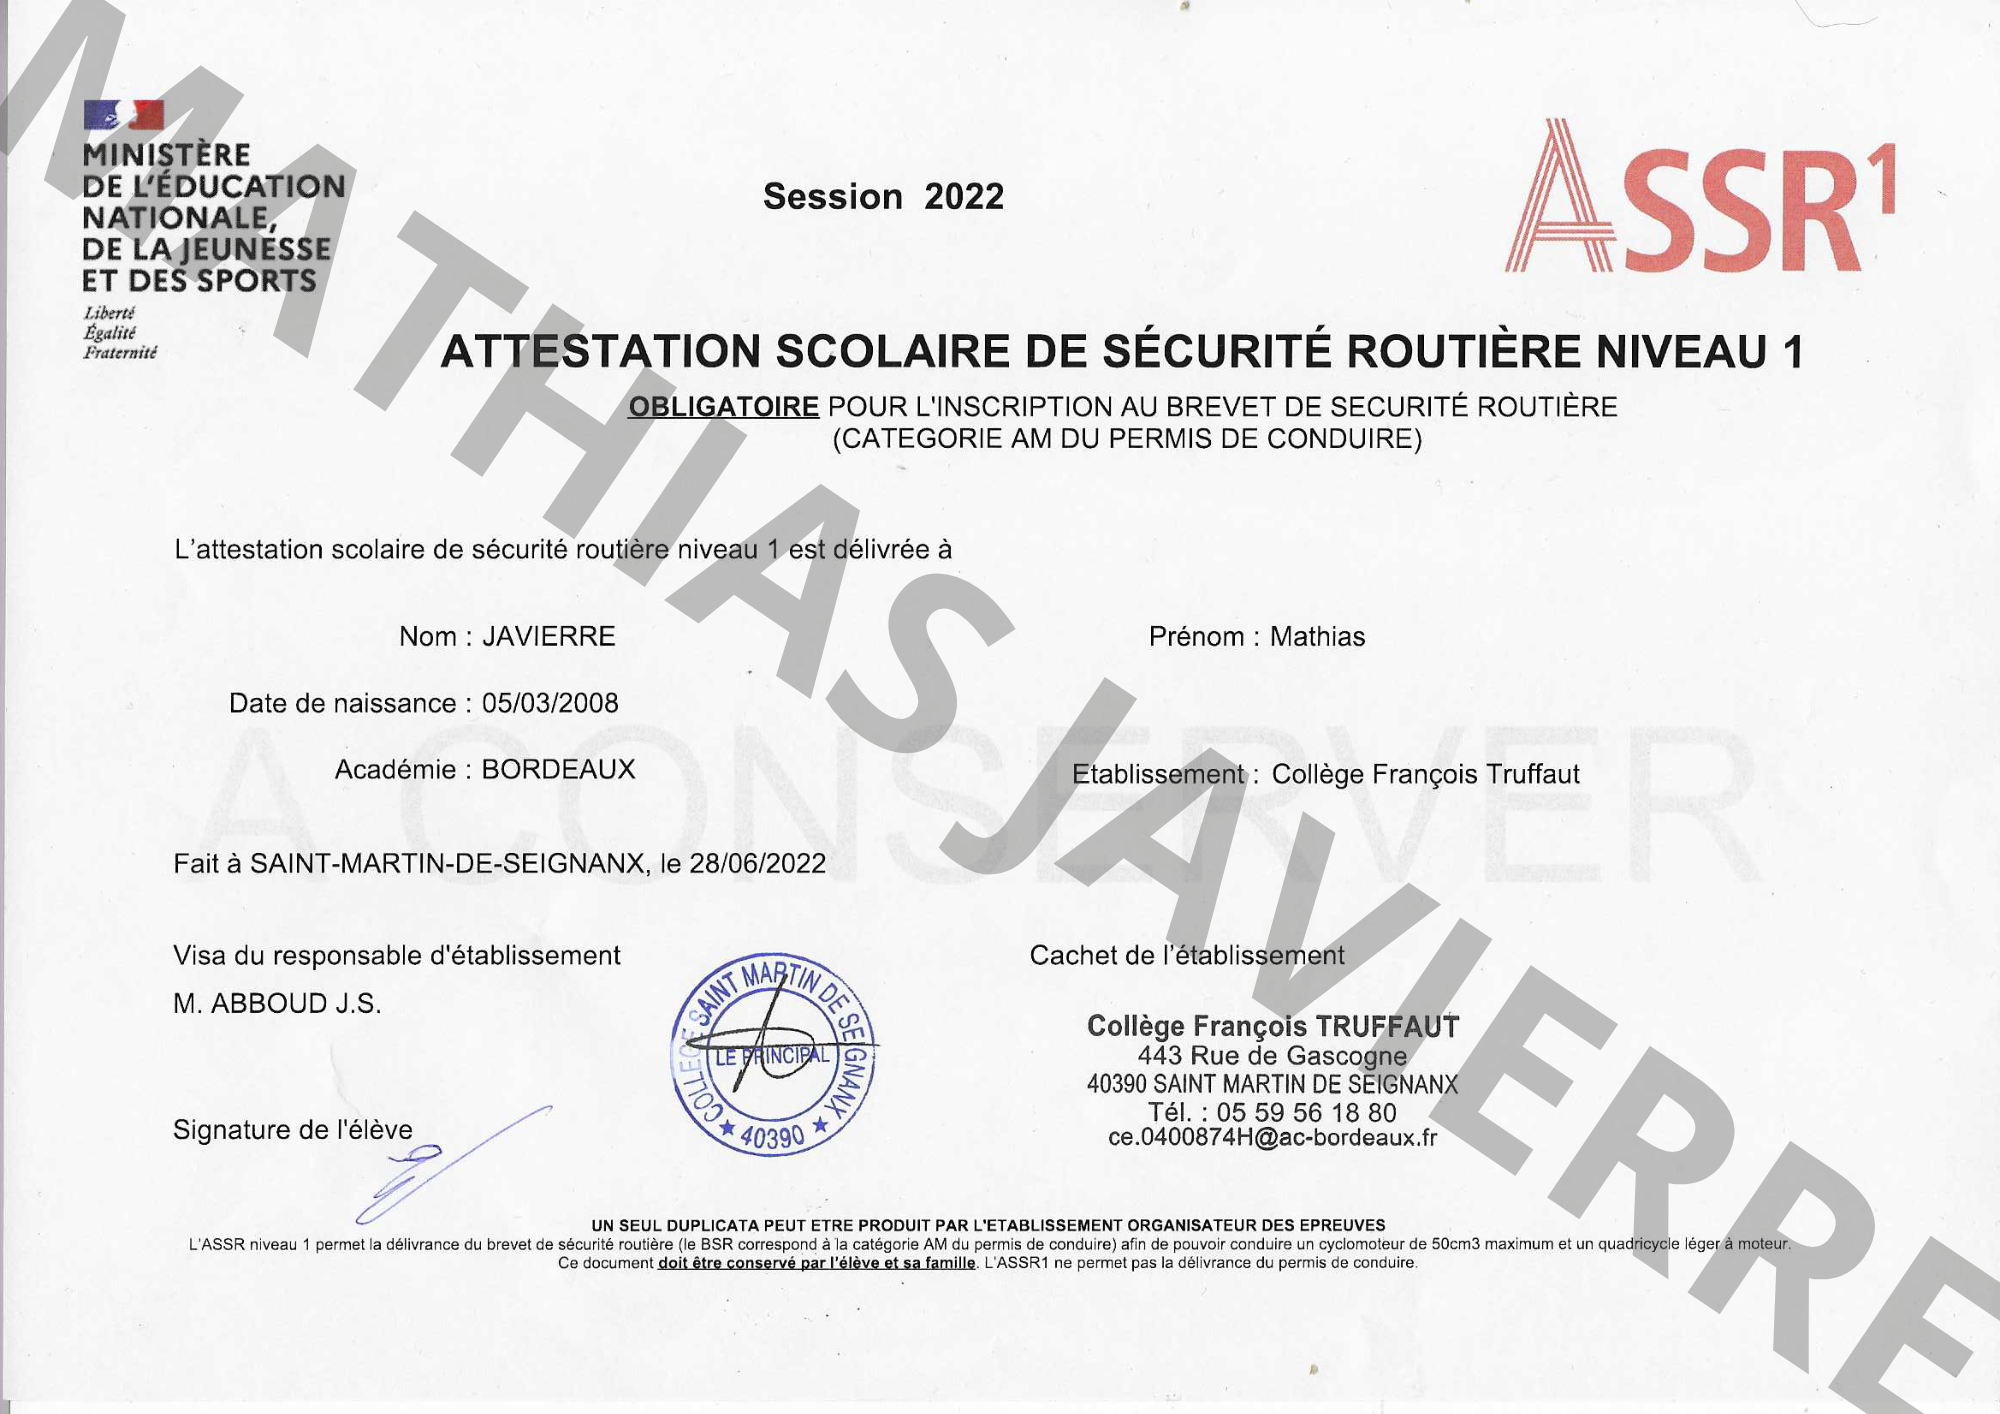 MINISTÈRE
DE L'ÉDUCATION
NATIONALE,
DE LA JEUNESSE
ET DES SPORTS
Liberté
Égalité
Fraternité
Session 2022
ASSR1
ATTESTATION SCOLAIRE DE SÉCURITÉ ROUTIÈRE NIVEAU 1
OBLIGATOIRE POUR L'INSCRIPTION AU BREVET DE SECURITÉ ROUTIÈRE
(CATEGORIE AM DU PERMIS DE CONDUIRE)
L'attestation scolaire de sécurité routière niveau 1 est délivrée à
Nom : JAVIERRE
Prénom : Mathias
Date de naissance : 05/03/2008
Académie : BORDEAUX
Etablissement : Collège François Truffaut
A CONSERVER
Fait à SAINT-MARTIN-DE-SEIGNANX, le 28/06/2022
Visa du responsable d'établissement
M. ABBOUD J.S.
COLLEGE SAINT MARTIN DE SEIGNANX
LE PRINCIPAL
★ 40390 ★
Cachet de l'établissement
Collège François TRUFFAUT
443 Rue de Gascogne
40390 SAINT MARTIN DE SEIGNANX
Tél. : 05 59 56 18 80
ce.0400874H@ac-bordeaux.fr
Signature de l'élève
UN SEUL DUPLICATA PEUT ETRE PRODUIT PAR L'ETABLISSEMENT ORGANISATEUR DES EPREUVES
L'ASSR niveau 1 permet la délivrance du brevet de sécurité routière (le BSR correspond à la catégorie AM du permis de conduire) afin de pouvoir conduire un cyclomoteur de 50cm3 maximum et un quadricycle léger à moteur.
Ce document doit être conservé par l'élève et sa famille. L'ASSR1 ne permet pas la délivrance du permis de conduire.
MATHIAS JAVIERRE